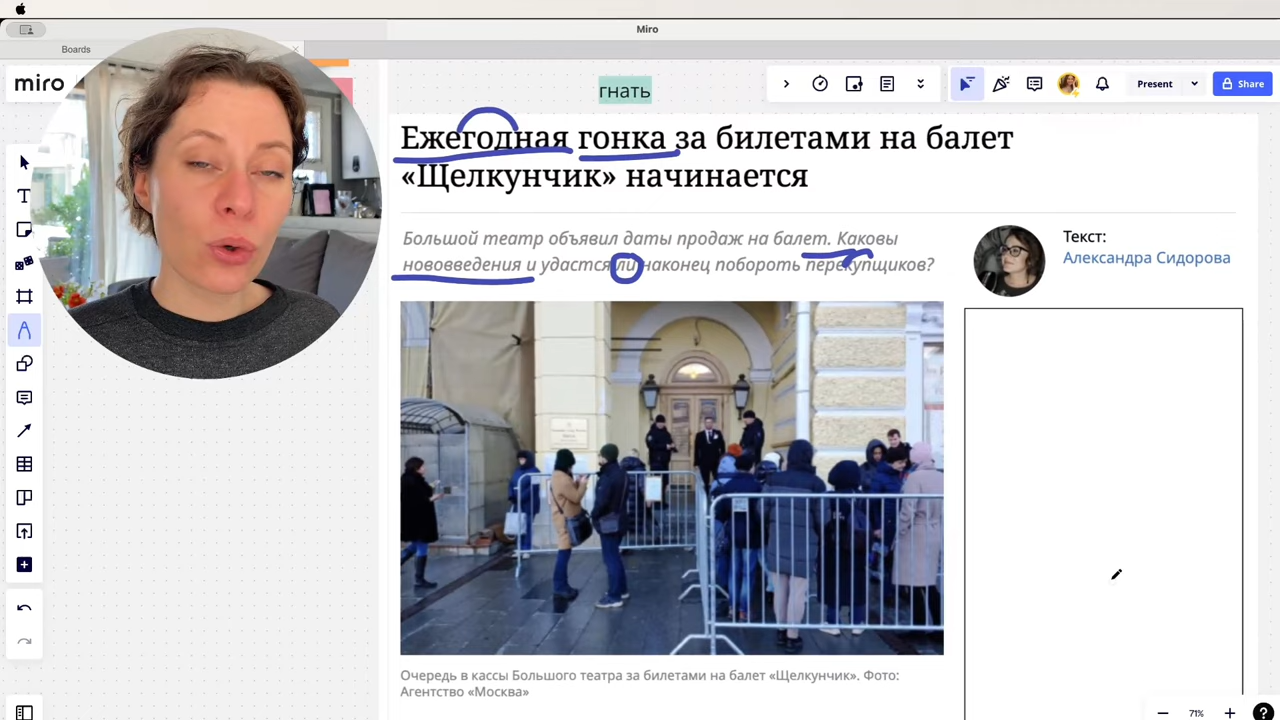 Miro
Boards
miro
гнать
Present
Share
Ежегодная гонка за билетами на балет
«Щелкунчик» начинается
Большой театр объявил даты продаж на балет. Каковы
нововведения и удастся ли наконец побороть перекупщиков?
Текст:
Александра Сидорова
Очередь в кассы Большого театра за билетами на балет «Щелкунчик». Фото:
Агентство «Москва»
71%